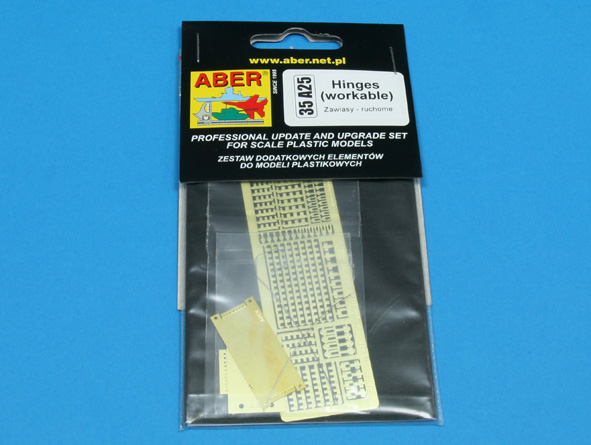 www.aber.net.pl
ABER
SINCE 1995
35 A25
Hinges
(workable)
Zawiasy - ruchome
PROFESSIONAL UPDATE AND UPGRADE SET
FOR SCALE PLASTIC MODELS
ZESTAW DODATKOWYCH ELEMENTÓW
DO MODELI PLASTIKOWYCH